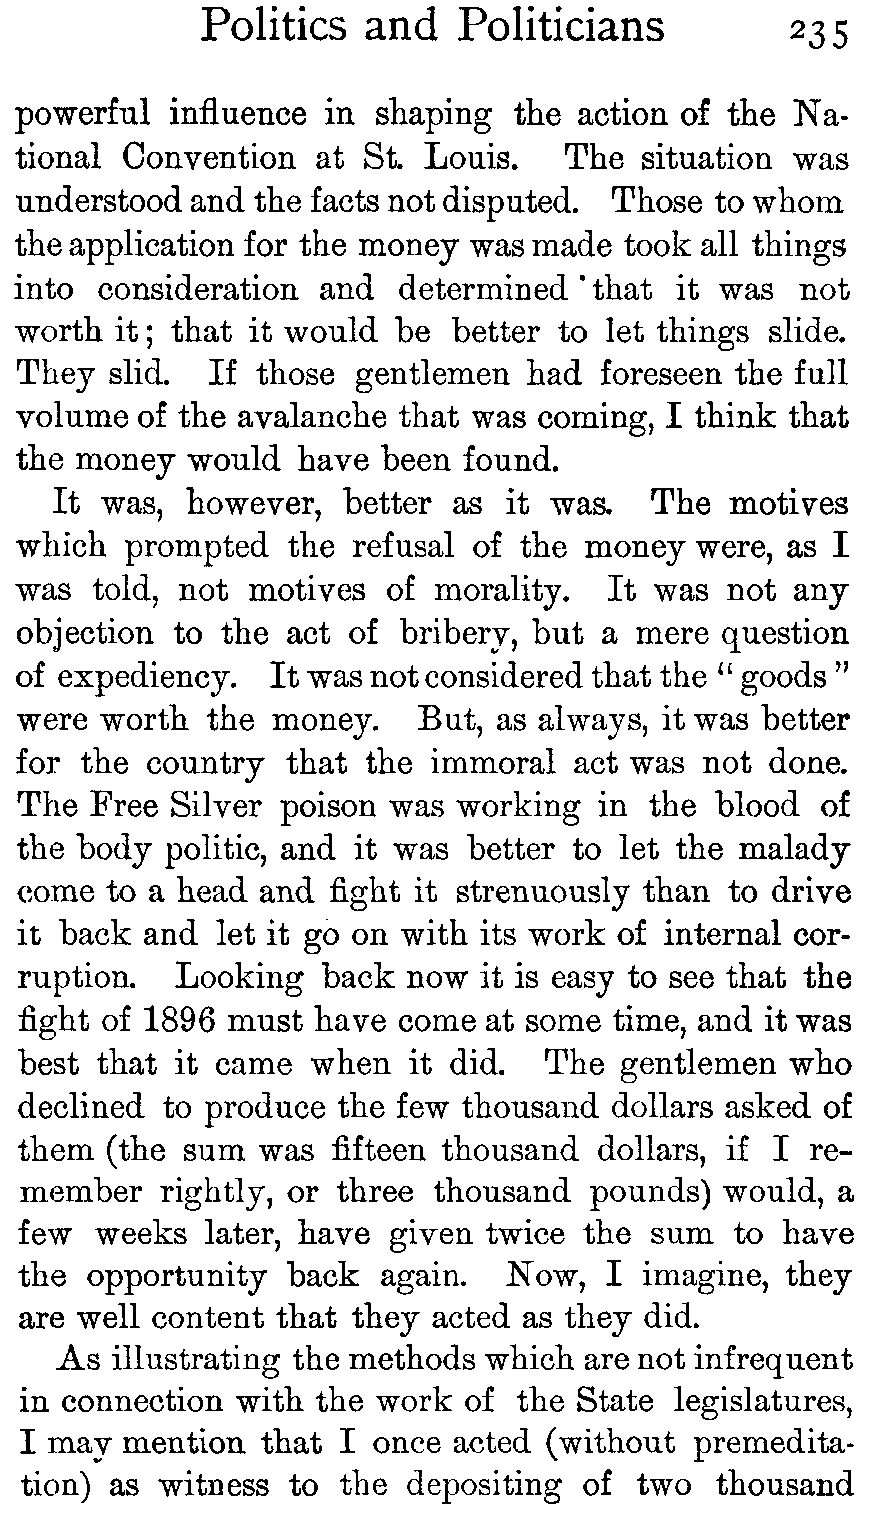 Politics and Politicians 235
powerful influence in shaping the action of the Na-
tional Convention at St. Louis. The situation was
understood and the facts not disputed. Those to whom
the application for the money was made took all things
into consideration and determined that it was not
worth it; that it would be better to let things slide.
They slid. If those gentlemen had foreseen the full
volume of the avalanche that was coming, I think that
the money would have been found.
It was, however, better as it was. The motives
which prompted the refusal of the money were, as I
was told, not motives of morality. It was not any
objection to the act of bribery, but a mere question
of expediency. It was not considered that the "goods"
were worth the money. But, as always, it was better
for the country that the immoral act was not done.
The Free Silver poison was working in the blood of
the body politic, and it was better to let the malady
come to a head and fight it strenuously than to drive
it back and let it go on with its work of internal cor-
ruption. Looking back now it is easy to see that the
fight of 1896 must have come at some time, and it was
best that it came when it did. The gentlemen who
declined to produce the few thousand dollars asked of
them (the sum was fifteen thousand dollars, if I re-
member rightly, or three thousand pounds) would, a
few weeks later, have given twice the sum to have
the opportunity back again. Now, I imagine, they
are well content that they acted as they did.
As illustrating the methods which are not infrequent
in connection with the work of the State legislatures,
I may mention that I once acted (without premedita-
tion) as witness to the depositing of two thousand